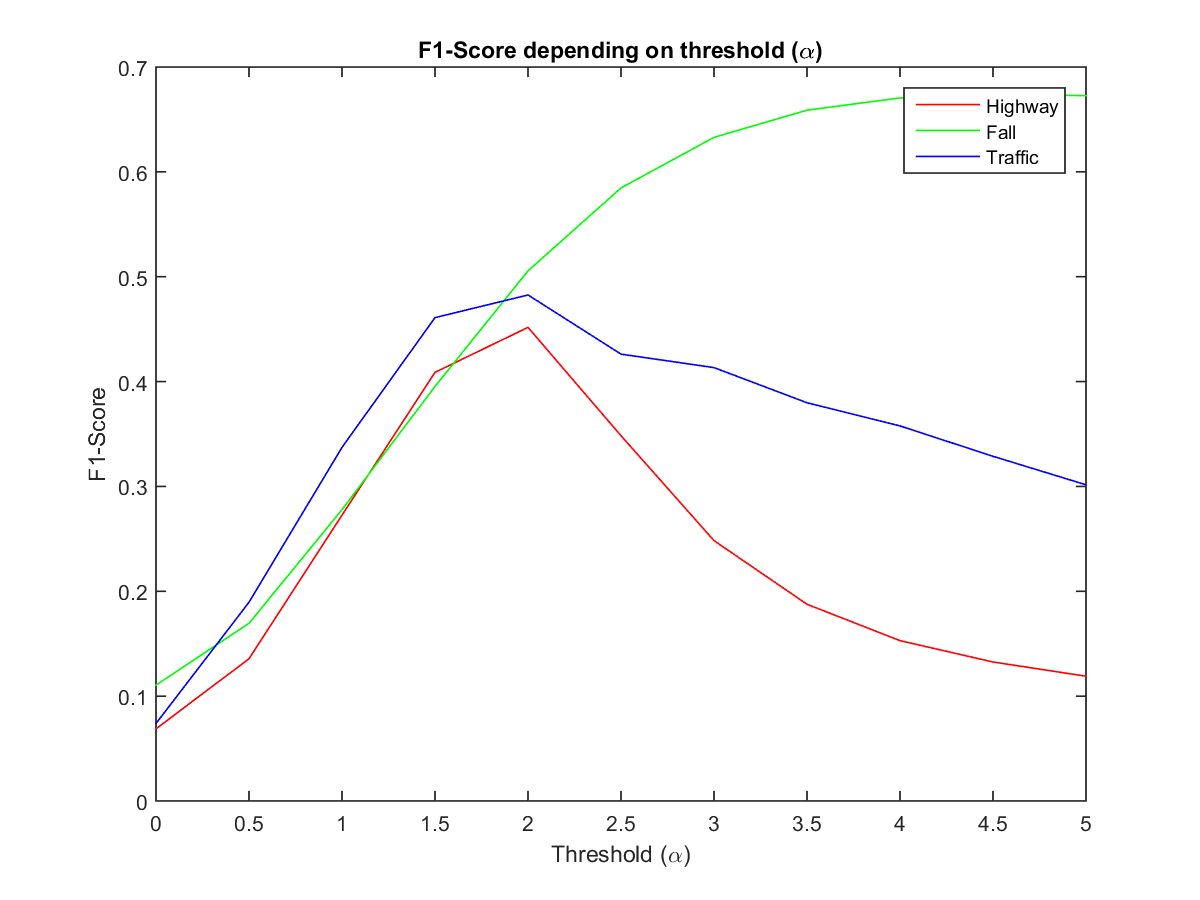 F1-Score depending on threshold (α)
0.7
0.6
0.5
0.4
0.3
0.2
0.1
0
F1-Score
Highway
Fall
Traffic
0 0.5 1 1.5 2 2.5 3 3.5 4 4.5 5
Threshold (α)